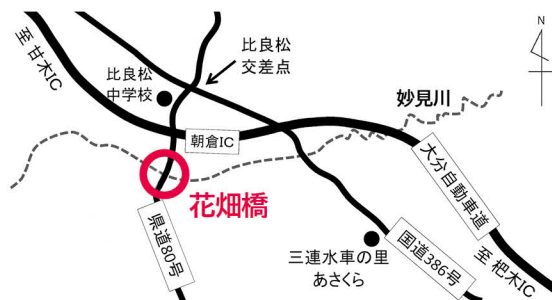 N
至 甘木IC
比良松
中学校
比良松
交差点
妙見川
朝倉IC
大分自動車道
花畑橋
県道80号
三連水車の里
あさくら
国道386号
至 杷木IC